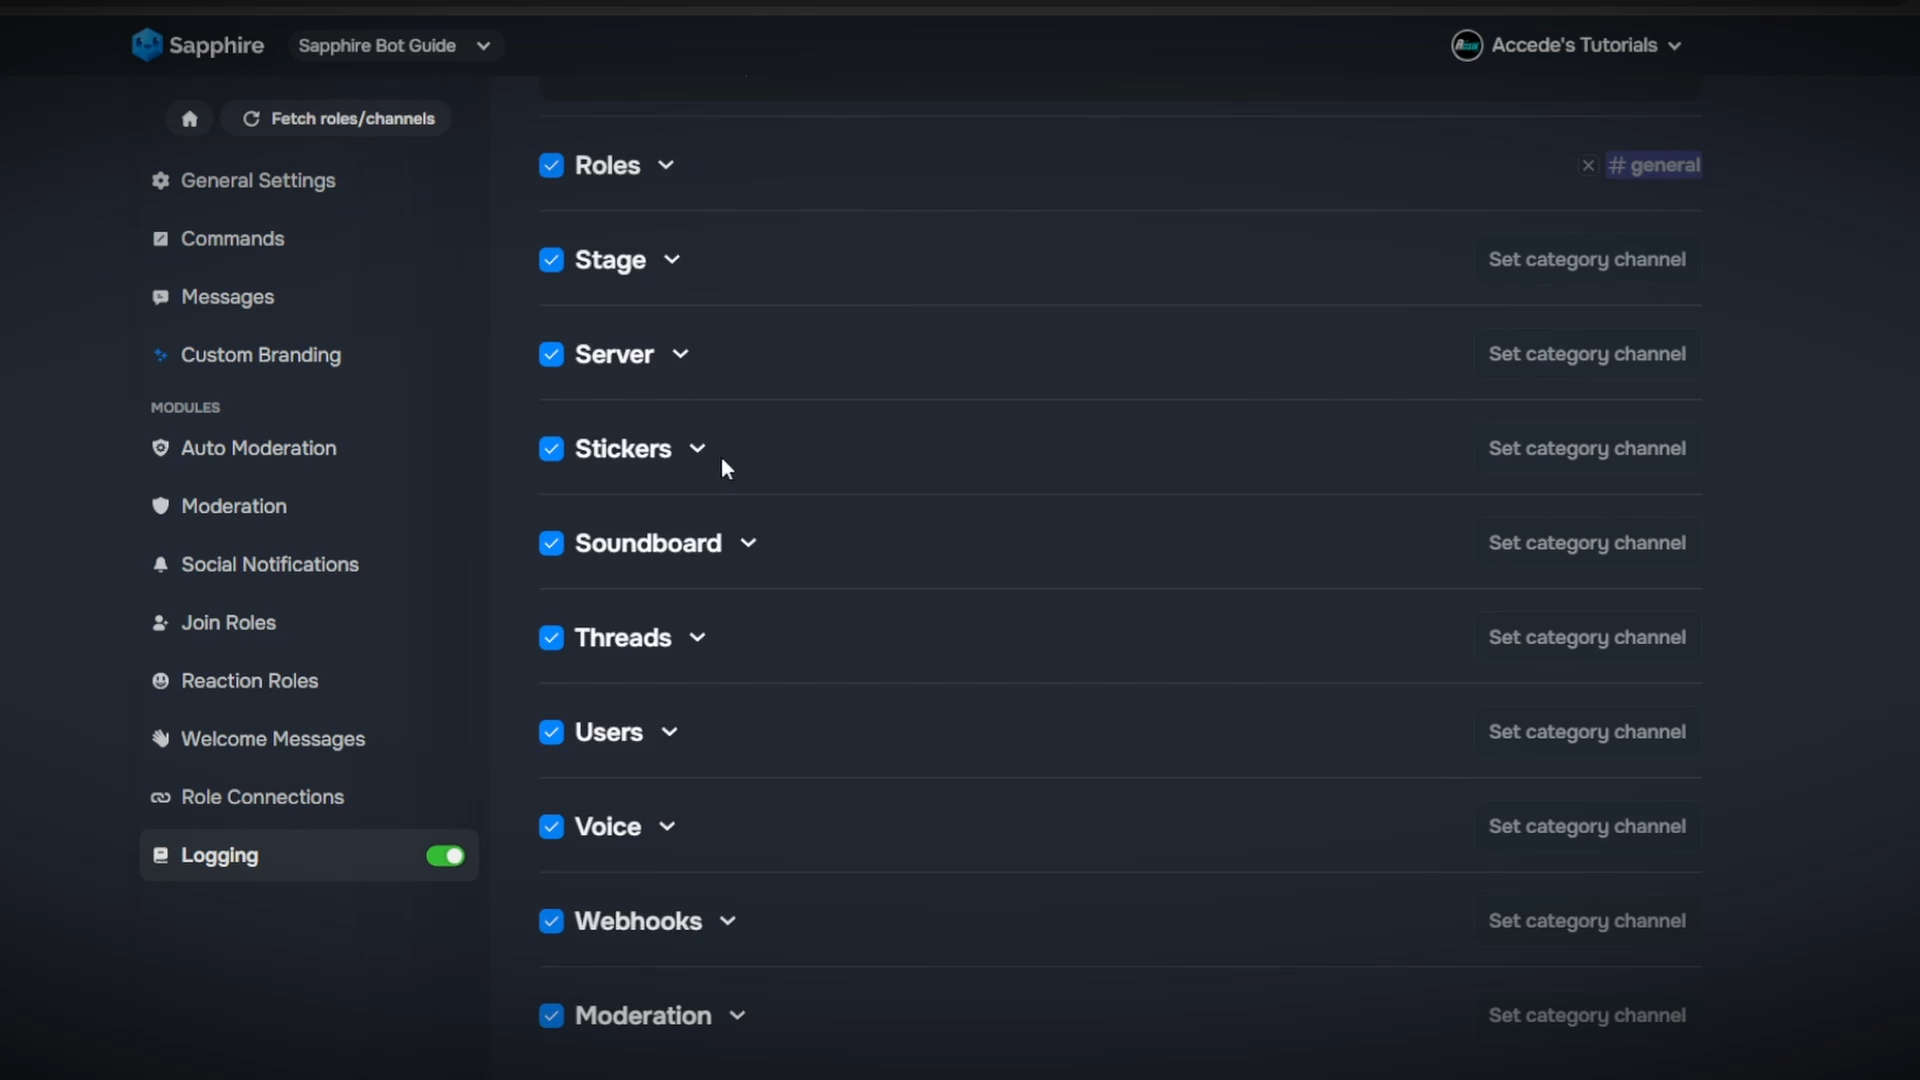 Sapphire
Sapphire Bot Guide
Accede's Tutorials
Fetch roles/channels
General Settings
Commands
Messages
Custom Branding
MODULES
Auto Moderation
Moderation
Social Notifications
Join Roles
Reaction Roles
Welcome Messages
Role Connections
Logging
Roles
# general
Stage
Set category channel
Server
Set category channel
Stickers
Set category channel
Soundboard
Set category channel
Threads
Set category channel
Users
Set category channel
Voice
Set category channel
Webhooks
Set category channel
Moderation
Set category channel